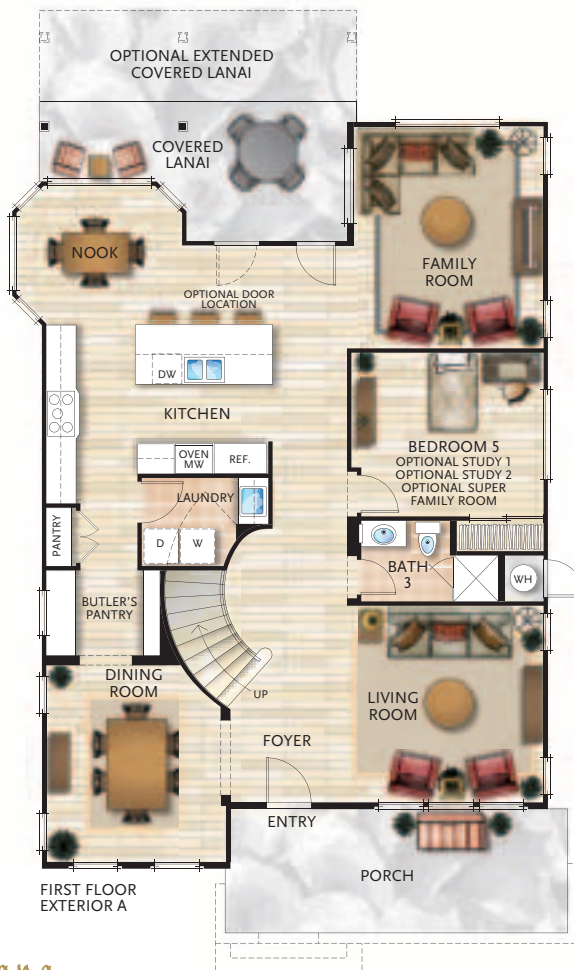 OPTIONAL EXTENDED
COVERED LANAI
COVERED
LANAI
NOOK
FAMILY
ROOM
OPTIONAL DOOR
LOCATION
DW
KITCHEN
OVEN
MW
REF.
BEDROOM 5
OPTIONAL STUDY 1
OPTIONAL STUDY 2
OPTIONAL SUPER
FAMILY ROOM
LAUNDRY
PANTRY
D
W
BATH
3
WH
BUTLER'S
PANTRY
DINING
ROOM
UP
LIVING
ROOM
FOYER
ENTRY
PORCH
FIRST FLOOR
EXTERIOR A